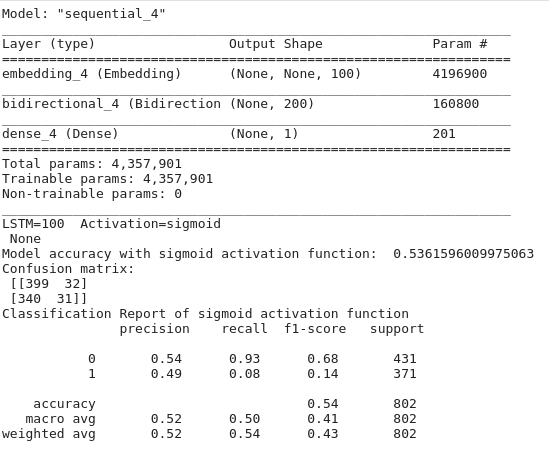 Model: "sequential_4"
_________________________________________________________________
Layer (type)                 Output Shape              Param #
=================================================================
embedding_4 (Embedding)      (None, None, 100)         4196900
_________________________________________________________________
bidirectional_4 (Bidirection (None, 200)               160800
_________________________________________________________________
dense_4 (Dense)              (None, 1)                 201
=================================================================
Total params: 4,357,901
Trainable params: 4,357,901
Non-trainable params: 0
_________________________________________________________________
LSTM=100  Activation=sigmoid
 None
Model accuracy with sigmoid activation function:  0.5361596009975063
Confusion matrix:
 [[399  32]
 [340  31]]
Classification Report of sigmoid activation function
               precision    recall  f1-score   support

           0       0.54      0.93      0.68       431
           1       0.49      0.08      0.14       371

    accuracy                           0.54       802
   macro avg       0.52      0.50      0.41       802
weighted avg       0.52      0.54      0.43       802